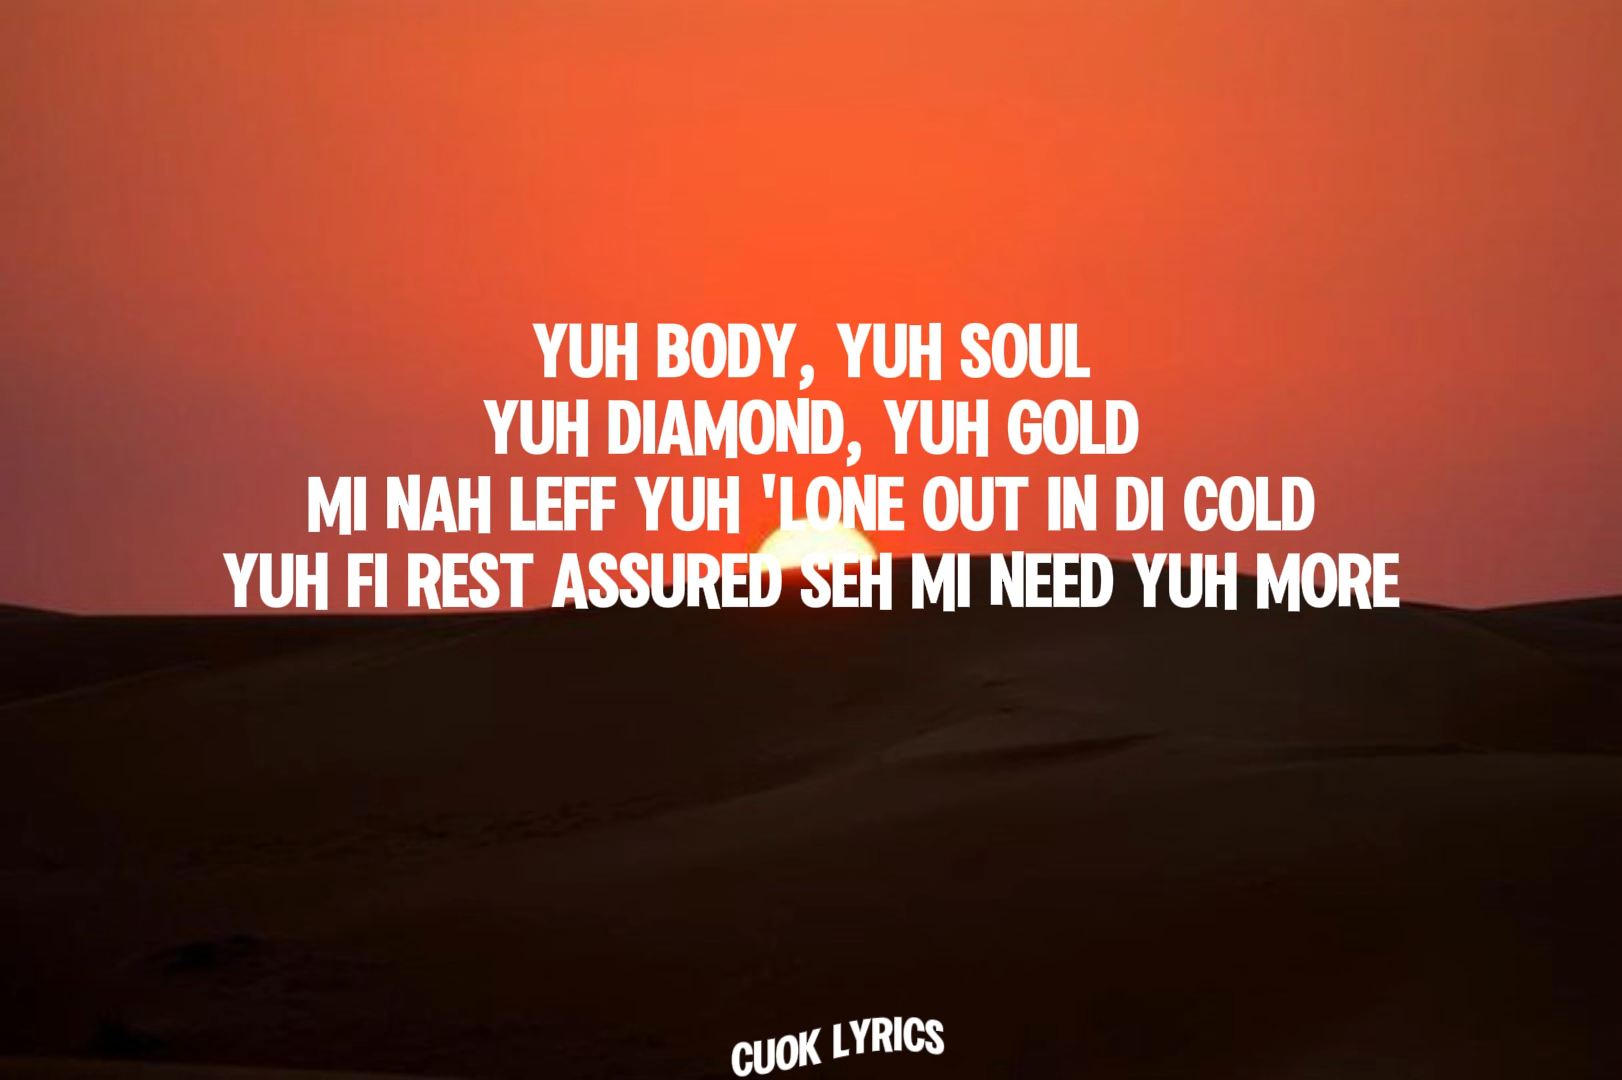 YUH BODY, YUH SOUL
YUH DIAMOND, YUH GOLD
MI NAH LEFF YUH 'LONE OUT IN DI COLD
YUH FI REST ASSURED SEH MI NEED YUH MORE
CUOK LYRICS